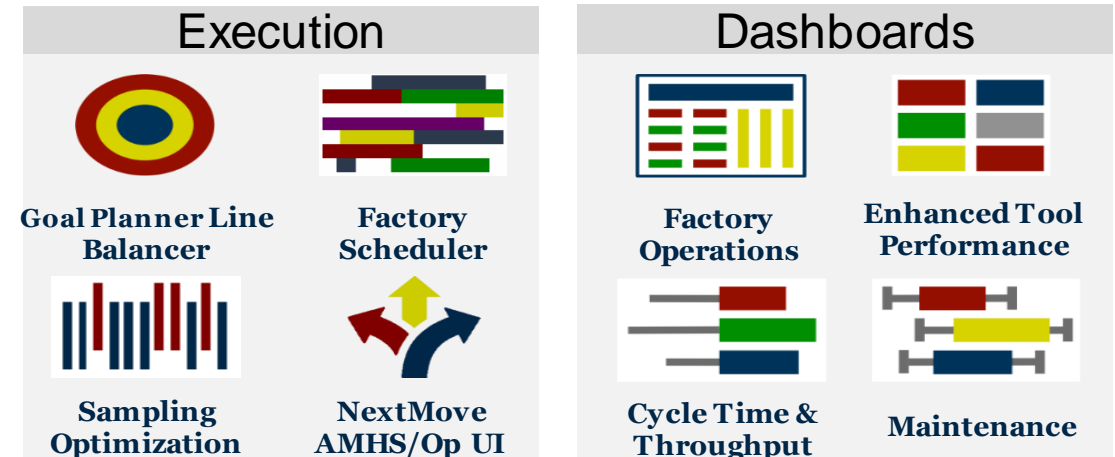 Execution
Goal Planner Line
Balancer
Factory
Scheduler
Sampling
Optimization
NextMove
AMHS/Op UI
Dashboards
Factory
Operations
Enhanced Tool
Performance
Cycle Time &
Throughput
Maintenance